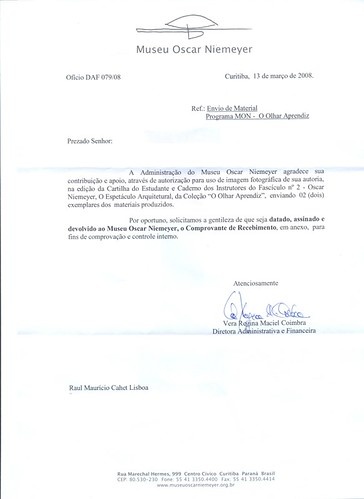 Museu Oscar Niemeyer
Ofício DAF 079/08
Curitiba, 13 de março de 2008.
Ref.: Envio de Material
Programa MON - O Olhar Aprendiz
Prezado Senhor:
A Administração do Museu Oscar Niemeyer agradece sua
contribuição e apoio, através de autorização para uso de imagem fotográfica de sua autoria,
na edição da Cartilha do Estudante e Caderno dos Instrutores do Fascículo nº 2 - Oscar
Niemeyer, O Espetáculo Arquitetural, da Coleção "O Olhar Aprendiz", enviando 02 (dois)
exemplares dos materiais produzidos.
Por oportuno, solicitamos a gentileza de que seja datado, assinado e
devolvido ao Museu Oscar Niemeyer, o Comprovante de Recebimento, em anexo, para
fins de comprovação e controle interno.
Atenciosamente
Vera Regina Maciel Coimbra
Diretora Administrativa e Financeira
Raul Maurício Cahet Lisboa
Rua Marechal Hermes, 999 Centro Cívico Curitiba Paraná Brasil
CEP. 80.530-230 Fone: 55 41 3350.4400 Fax: 55 41 3350.4414
www.museuoscarniemeyer.org.br